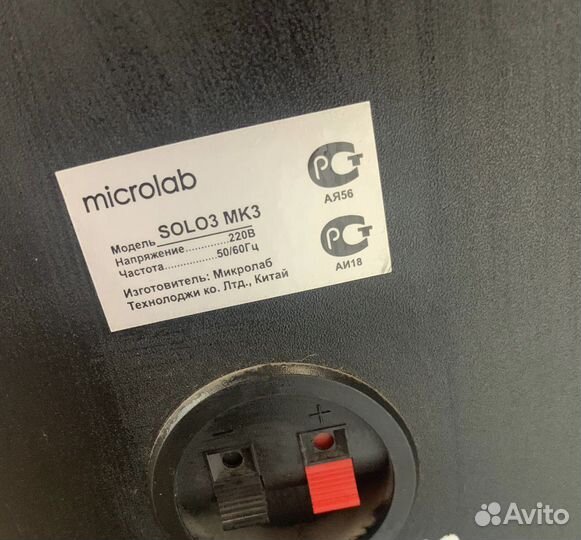 microlab
Модель SOLO3 MK3
Напряжение..............220В
Частота.................50/60Гц
Изготовитель: Микролаб
Технолоджи ко. Лтд., Китай
РСТ
АЯ56
РСТ
АИ18
− +
Avito